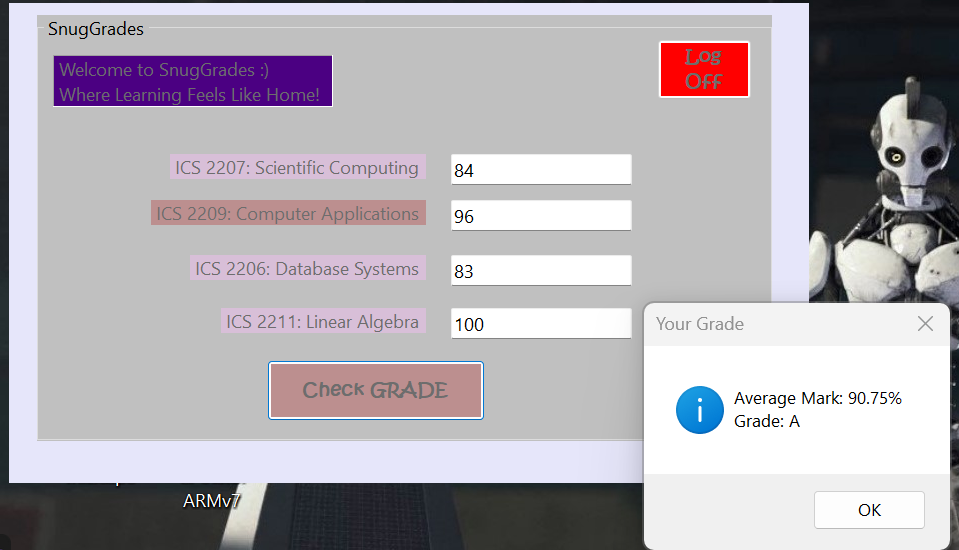 SnugGrades
Welcome to SnugGrades :)
Where Learning Feels Like Home!
Log
Off
ICS 2207: Scientific Computing
84
ICS 2209: Computer Applications
96
ICS 2206: Database Systems
83
ICS 2211: Linear Algebra
100
Check GRADE
Your Grade
Average Mark: 90.75%
Grade: A
OK
ARMv7